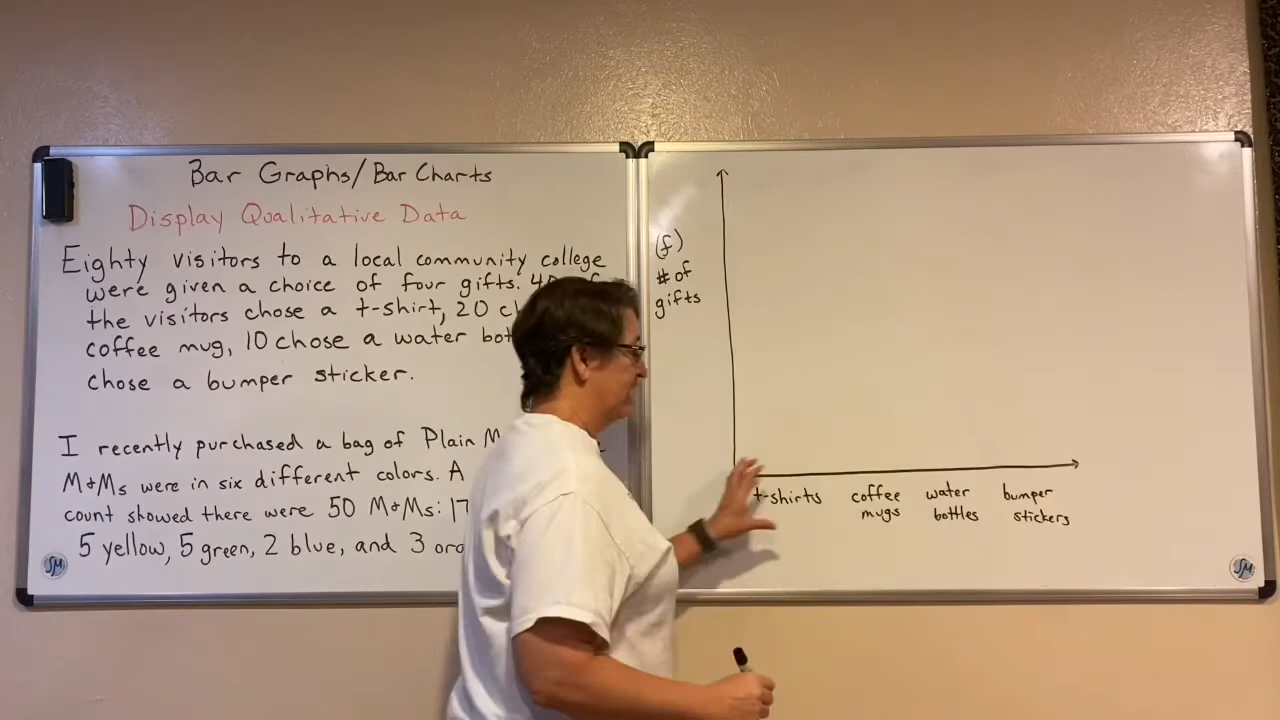 Bar Graphs/Bar Charts
Display Qualitative Data
Eighty visitors to a local community college
were given a choice of four gifts.
the visitors chose a t-shirt, 20
coffee mug, 10 chose a water
chose a bumper sticker.
I recently purchased a bag of Plain
M&Ms were in six different colors. A
count showed there were 50 M&Ms: 17
5 yellow, 5 green, 2 blue, and 3
(f)
# of
gifts
t-shirts coffee water bumper
mugs bottles stickers
SM
SM